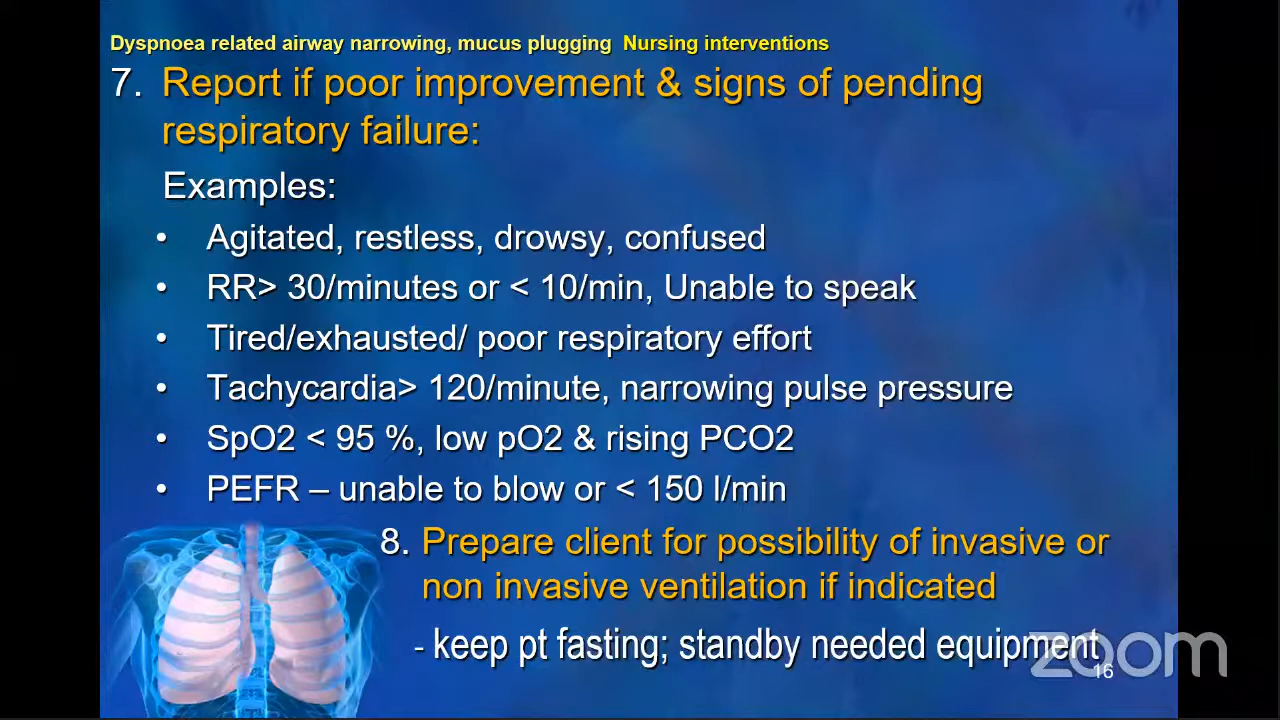 Dyspnoea related airway narrowing, mucus plugging Nursing interventions
7. Report if poor improvement & signs of pending
respiratory failure:
Examples:
• Agitated, restless, drowsy, confused
• RR> 30/minutes or < 10/min, Unable to speak
• Tired/exhausted/ poor respiratory effort
• Tachycardia> 120/minute, narrowing pulse pressure
• SpO2 < 95 %, low pO2 & rising PCO2
• PEFR – unable to blow or < 150 l/min
8. Prepare client for possibility of invasive or
non invasive ventilation if indicated
- keep pt fasting; standby needed equipment
zoom
16